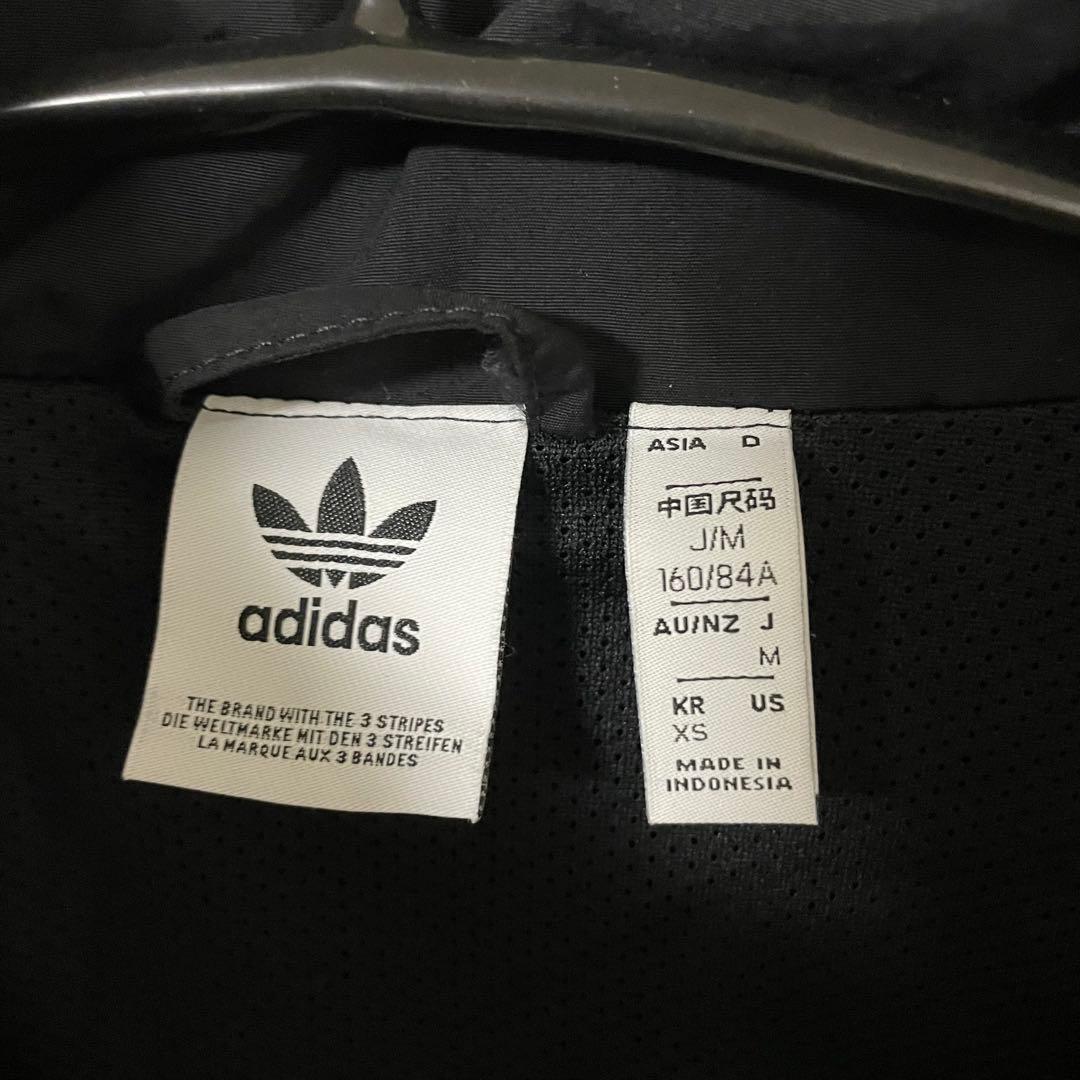 adidas
THE BRAND WITH THE 3 STRIPES
DIE WELTMARKE MIT DEN 3 STREIFEN
LA MARQUE AUX 3 BANDES
ASIA D
中国尺码
J/M
160/84A
AU/NZ J
M
KR US
XS
MADE IN
INDONESIA